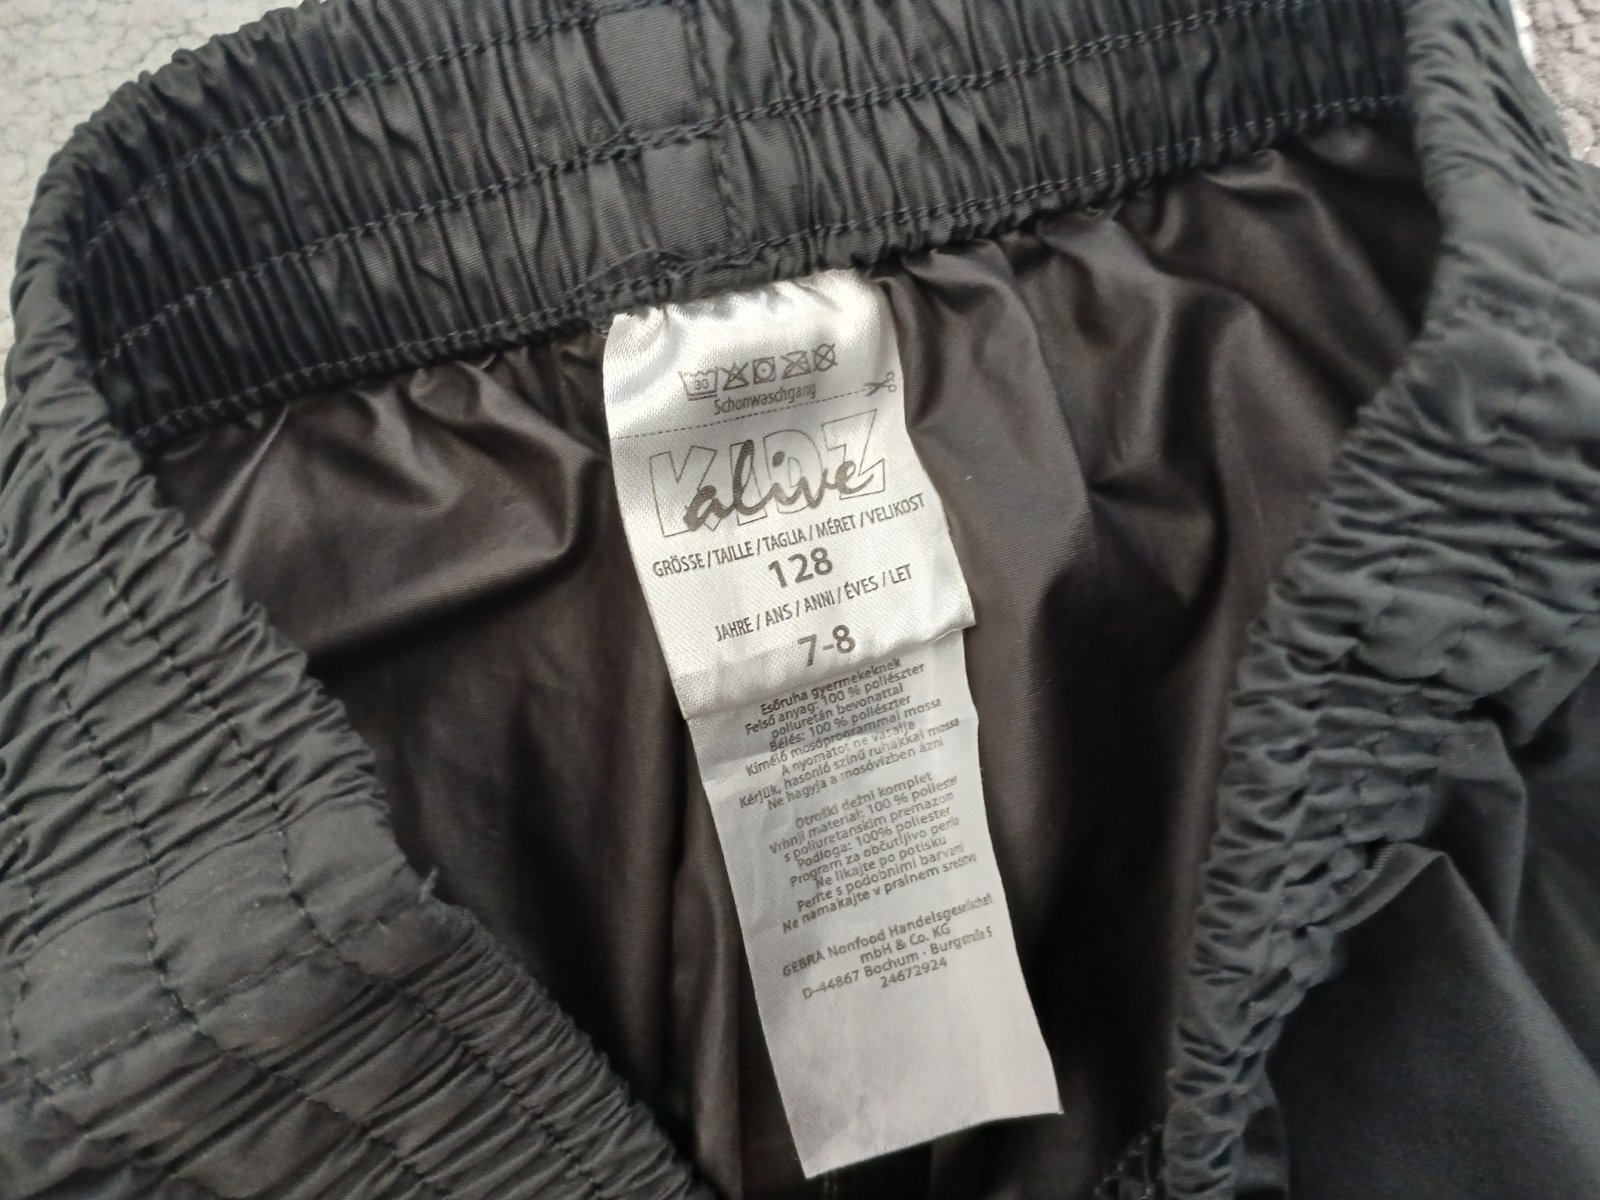 30
Schonwaschgang
KIDZ
alive
GRÖSSE / TAILLE / TAGLIA / MÉRET / VELIKOST
128
JAHRE / ANS / ANNI / ÉVES / LET
7-8
Esőruha gyermekeknek
Felső anyag: 100 % poliészter
poliuretán bevonattal
Bélés: 100 % poliészter
Kímélő mosóprogrammal mossa
A nyomatot ne vasalja
Kérjük, hasonló színű ruhákkal mossa
Ne hagyja a mosóvízben ázni
Otroški dežni komplet
Vrhnji material: 100 % poliester
s poliuretanskim premazom
Podloga: 100% poliester
Program za občutljivo perilo
Ne likajte po potisku
Perite s podobnimi barvami
Ne namakajte v pralnem sredstvu
GEBRA Nonfood Handelsgesellschaft
mbH & Co. KG
D-44867 Bochum · Burgstraße 5
24672924